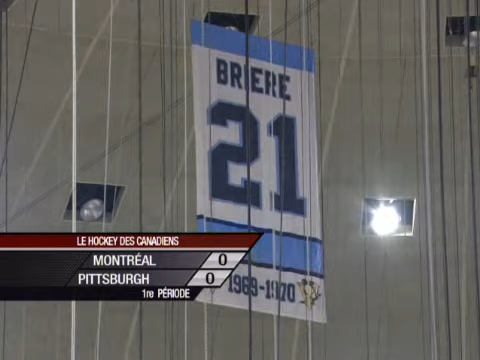 BRIERE
21
1969-1970
LE HOCKEY DES CANADIENS
MONTRÉAL 0
PITTSBURGH 0
1re PÉRIODE